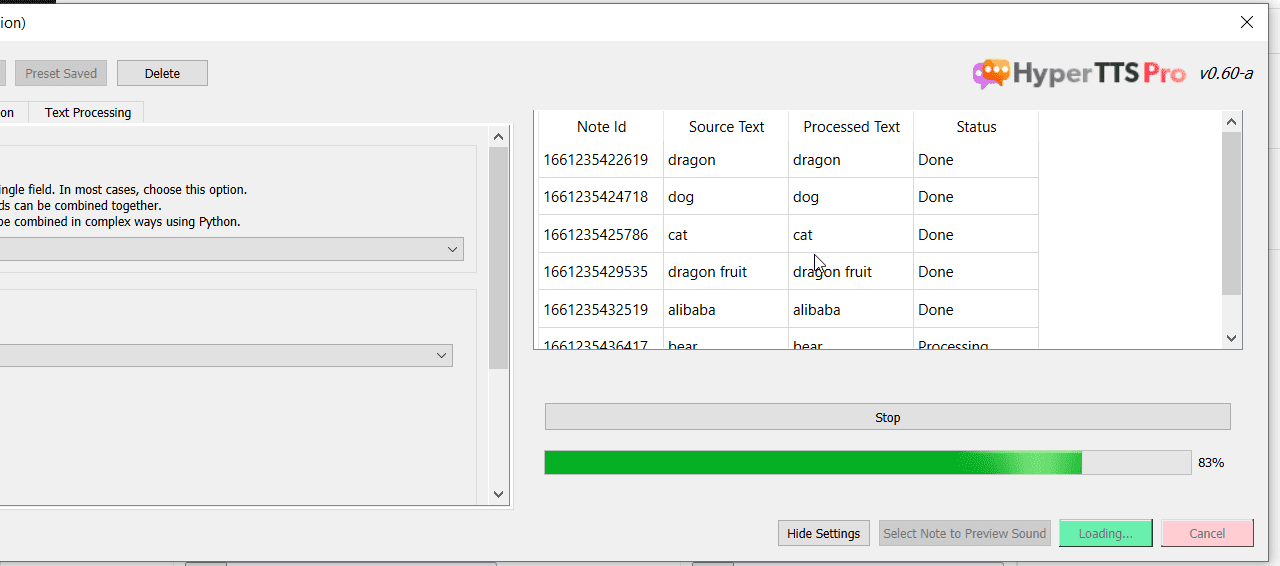 ion)
Preset Saved
Delete
HyperTTS Pro v0.60-a
on
Text Processing
ngle field. In most cases, choose this option.
ds can be combined together.
be combined in complex ways using Python.
Note Id Source Text Processed Text Status
1661235422619 dragon dragon Done
1661235424718 dog dog Done
1661235425786 cat cat Done
1661235429535 dragon fruit dragon fruit Done
1661235432519 alibaba alibaba Done
1661235436417 bear bear Processing
Stop
83%
Hide Settings
Select Note to Preview Sound
Loading...
Cancel